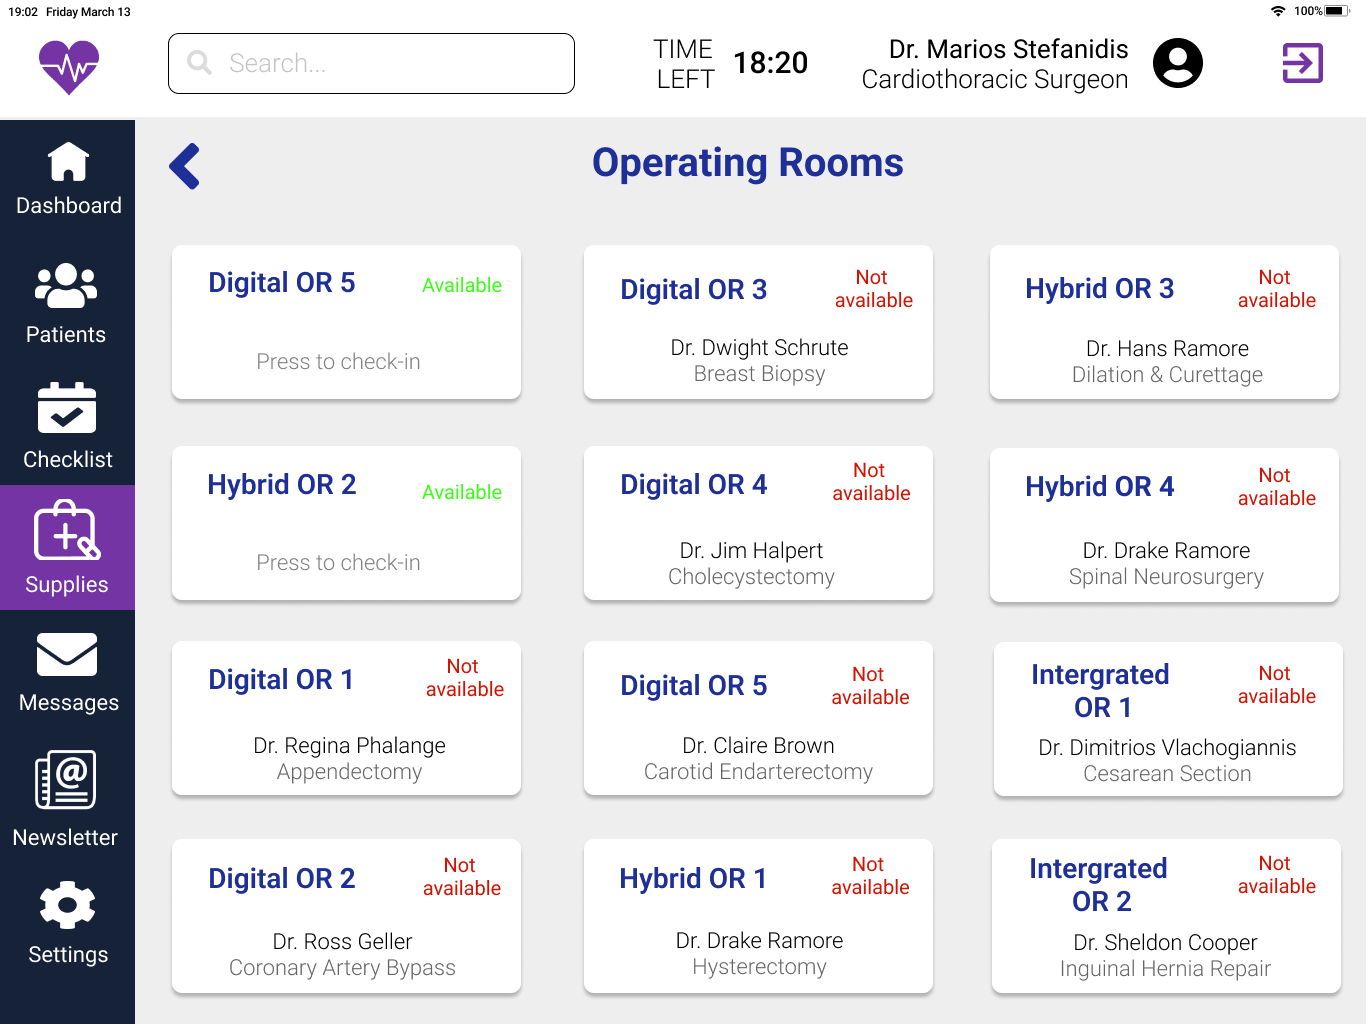 19:02 Friday March 13
100%
Search...
TIME
LEFT
18:20
Dr. Marios Stefanidis
Cardiothoracic Surgeon
Dashboard
Patients
Checklist
Supplies
Messages
@
Newsletter
Settings
Operating Rooms
Digital OR 5
Available
Press to check-in
Digital OR 3
Not
available
Dr. Dwight Schrute
Breast Biopsy
Hybrid OR 3
Not
available
Dr. Hans Ramore
Dilation & Curettage
Hybrid OR 2
Available
Press to check-in
Digital OR 4
Not
available
Dr. Jim Halpert
Cholecystectomy
Hybrid OR 4
Not
available
Dr. Drake Ramore
Spinal Neurosurgery
Digital OR 1
Not
available
Dr. Regina Phalange
Appendectomy
Digital OR 5
Not
available
Dr. Claire Brown
Carotid Endarterectomy
Intergrated
OR 1
Not
available
Dr. Dimitrios Vlachogiannis
Cesarean Section
Digital OR 2
Not
available
Dr. Ross Geller
Coronary Artery Bypass
Hybrid OR 1
Not
available
Dr. Drake Ramore
Hysterectomy
Intergrated
OR 2
Not
available
Dr. Sheldon Cooper
Inguinal Hernia Repair